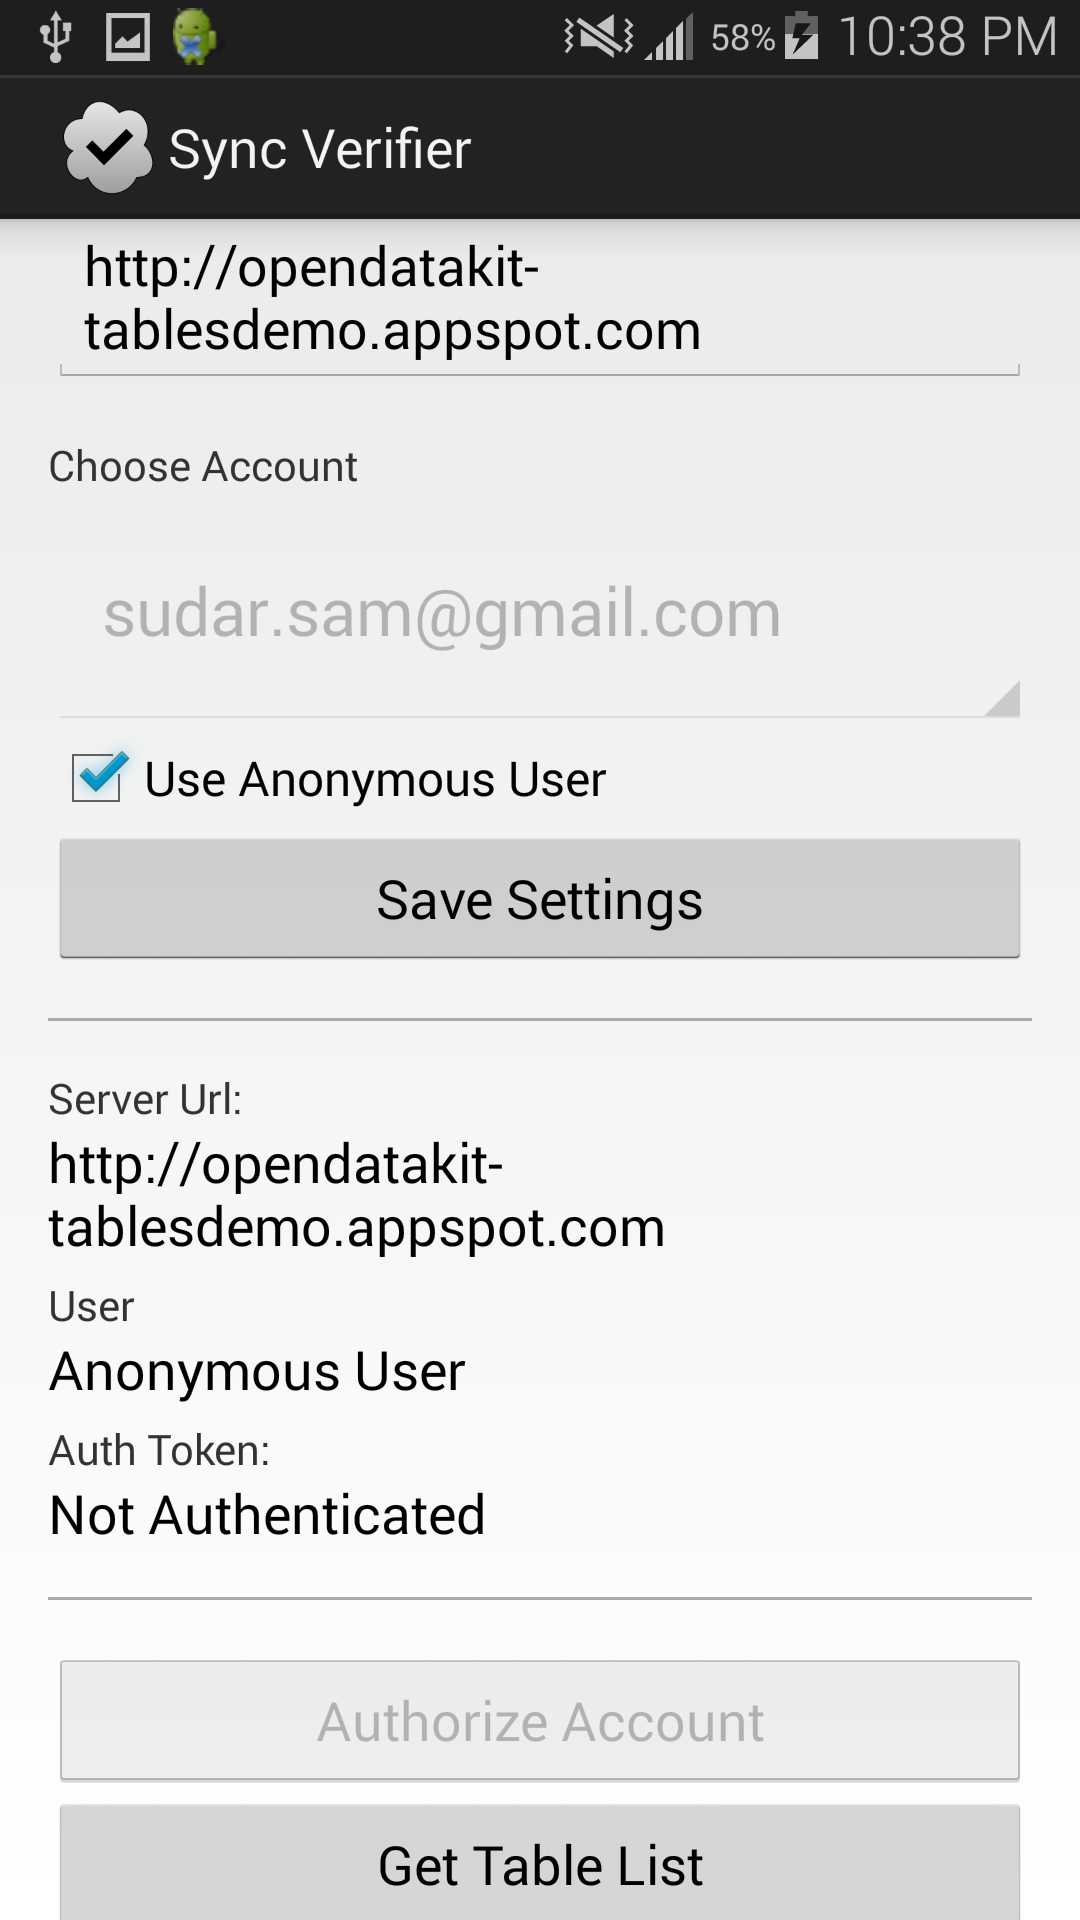 58% 10:38 PM
Sync Verifier
http://opendatakit-
tablesdemo.appspot.com
Choose Account
sudar.sam@gmail.com
Use Anonymous User
Save Settings
Server Url:
http://opendatakit-
tablesdemo.appspot.com
User
Anonymous User
Auth Token:
Not Authenticated
Authorize Account
Get Table List